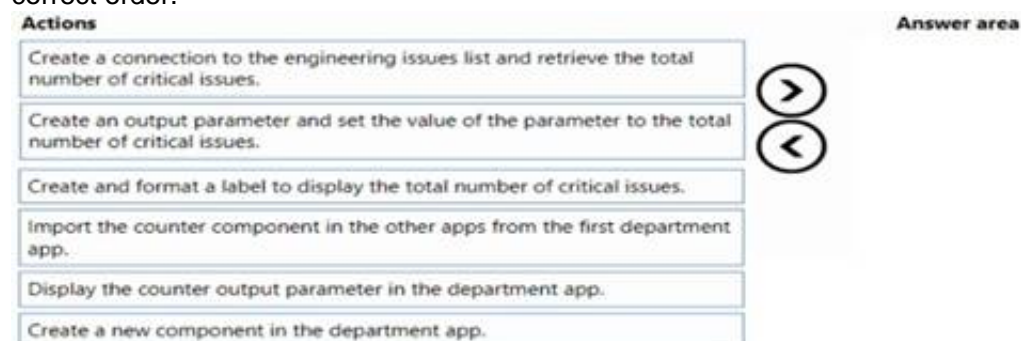 correct order.
Actions
Answer area
Create a connection to the engineering issues list and retrieve the total
number of critical issues.
Create an output parameter and set the value of the parameter to the total
number of critical issues.
Create and format a label to display the total number of critical issues.
Import the counter component in the other apps from the first department
app.
Display the counter output parameter in the department app.
Create a new component in the department app.